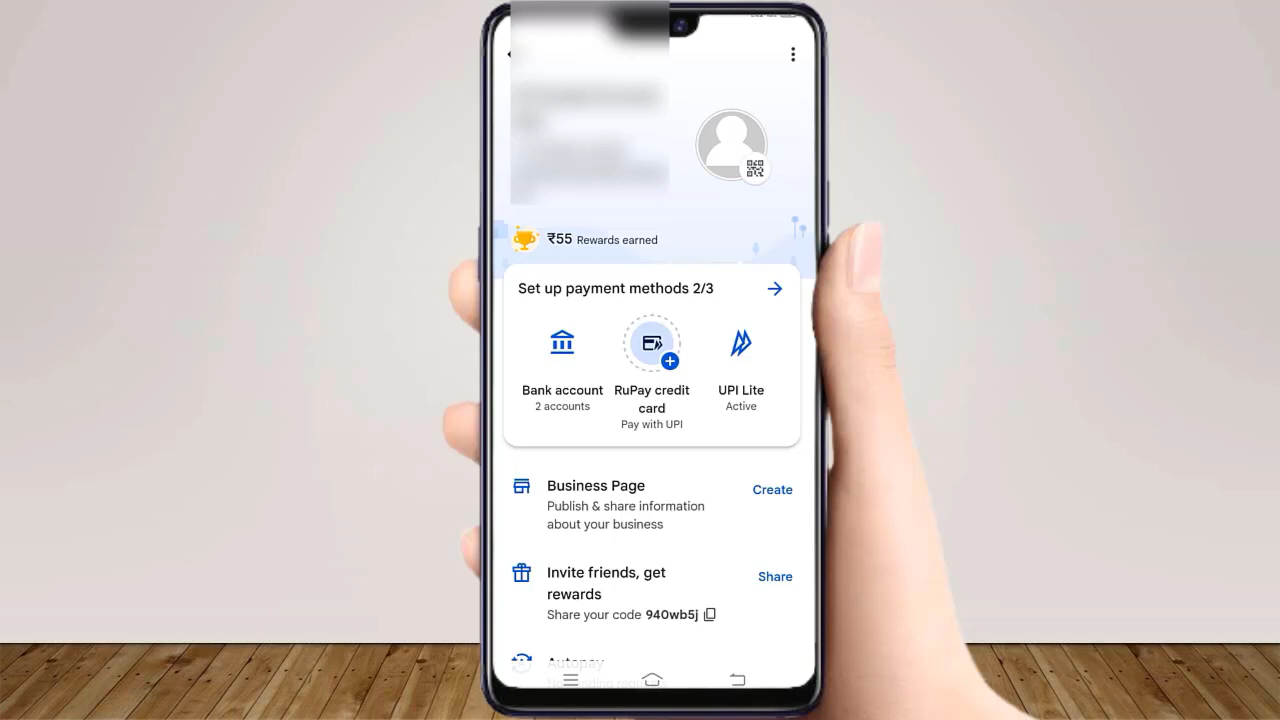 ₹55 Rewards earned
Set up payment methods 2/3
Bank account
2 accounts
RuPay credit
card
Pay with UPI
UPI Lite
Active
Business Page
Create
Publish & share information
about your business
Invite friends, get
rewards
Share
Share your code 940wb5j
Autopay